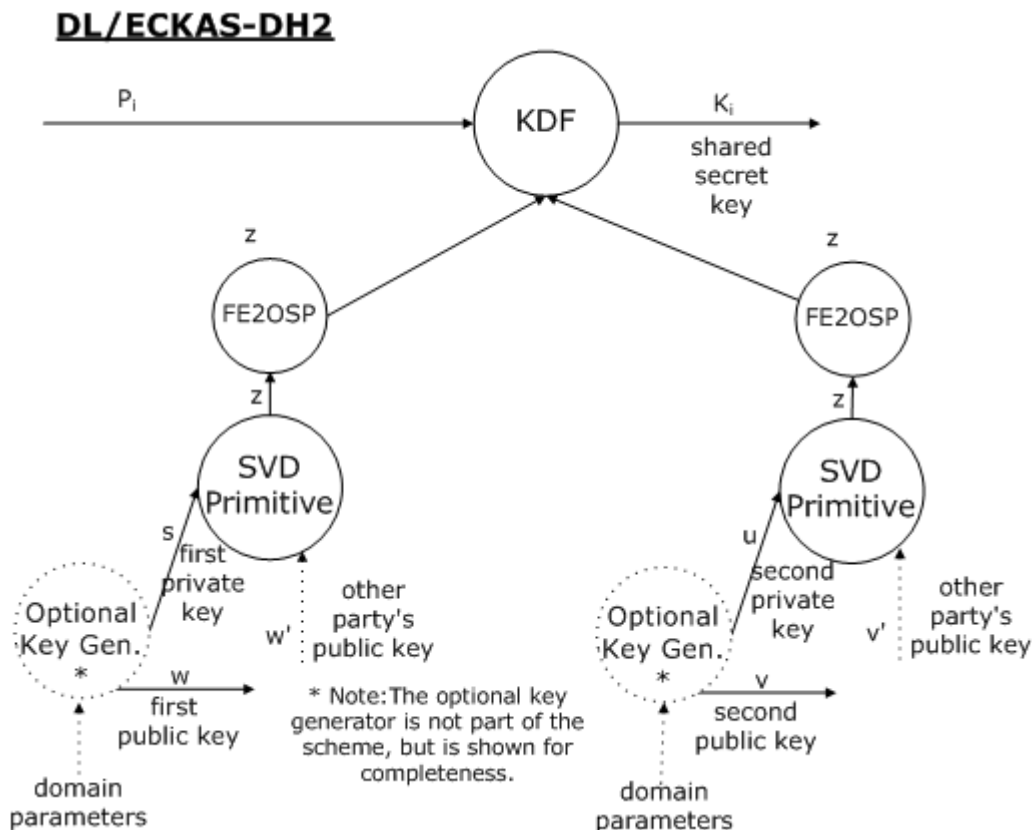 DL/ECKAS-DH2
P_i
KDF
K_i
shared
secret
key
z
FE2OSP
z
SVD
Primitive
s
first
private
key
Optional
Key Gen.
*
w
first
public key
domain
parameters
w'
other
party's
public key
* Note:The optional key
generator is not part of the
scheme, but is shown for
completeness.
z
FE2OSP
z
SVD
Primitive
u
second
private
key
Optional
Key Gen.
*
v
second
public key
domain
parameters
v'
other
party's
public key